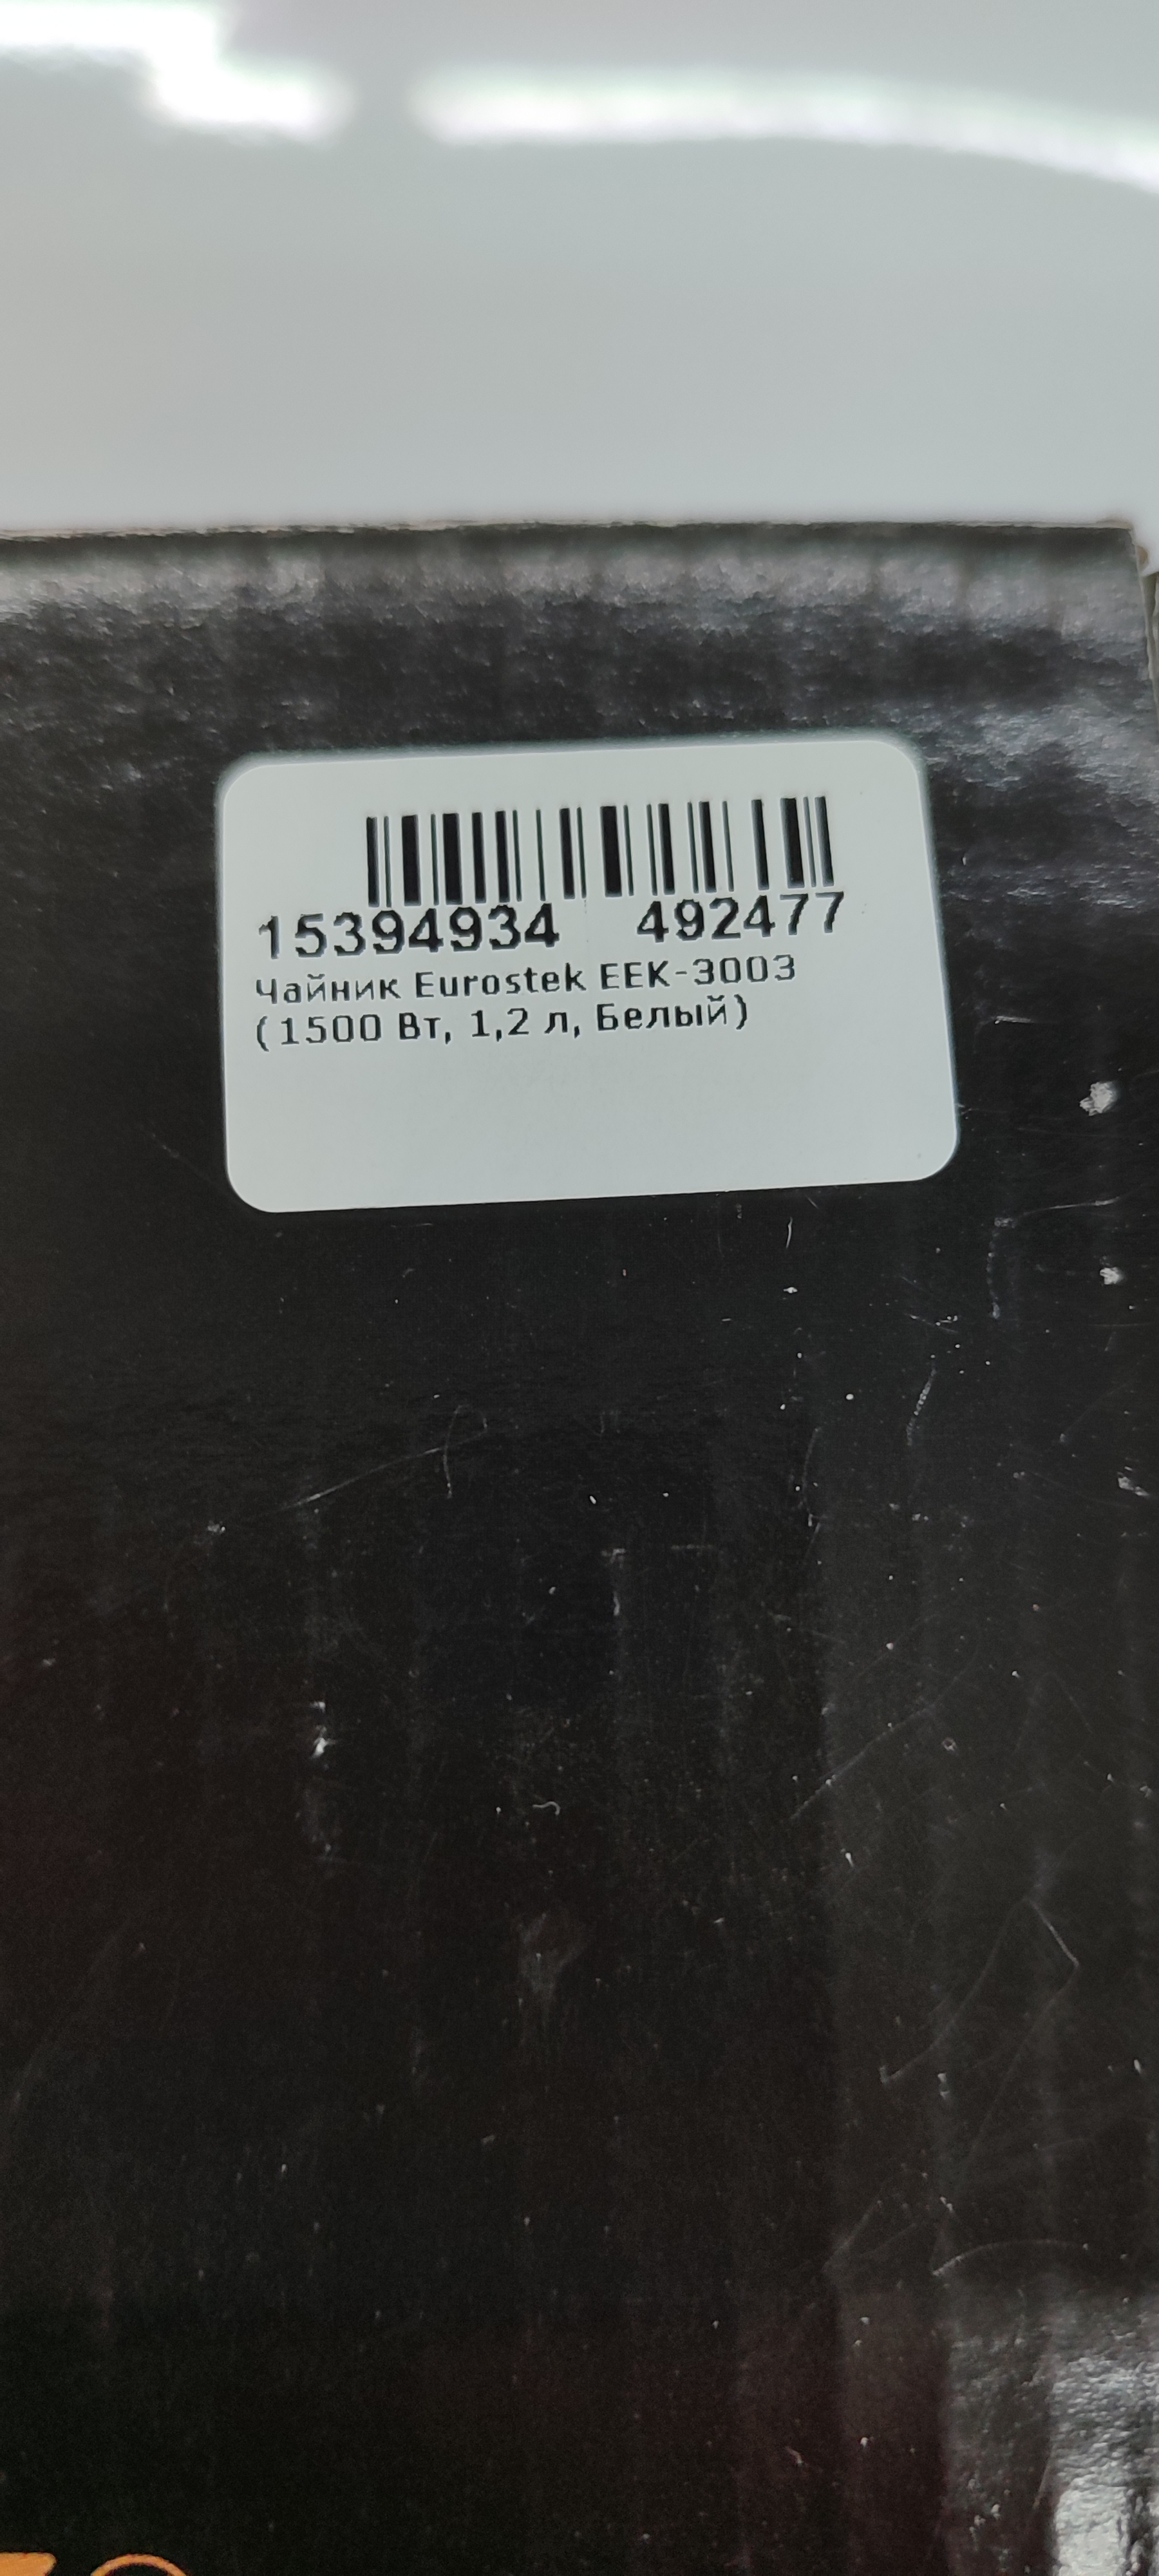 15394934 492477
Чайник Eurostek EEK-3003
(1500 Вт, 1,2 л, Белый)